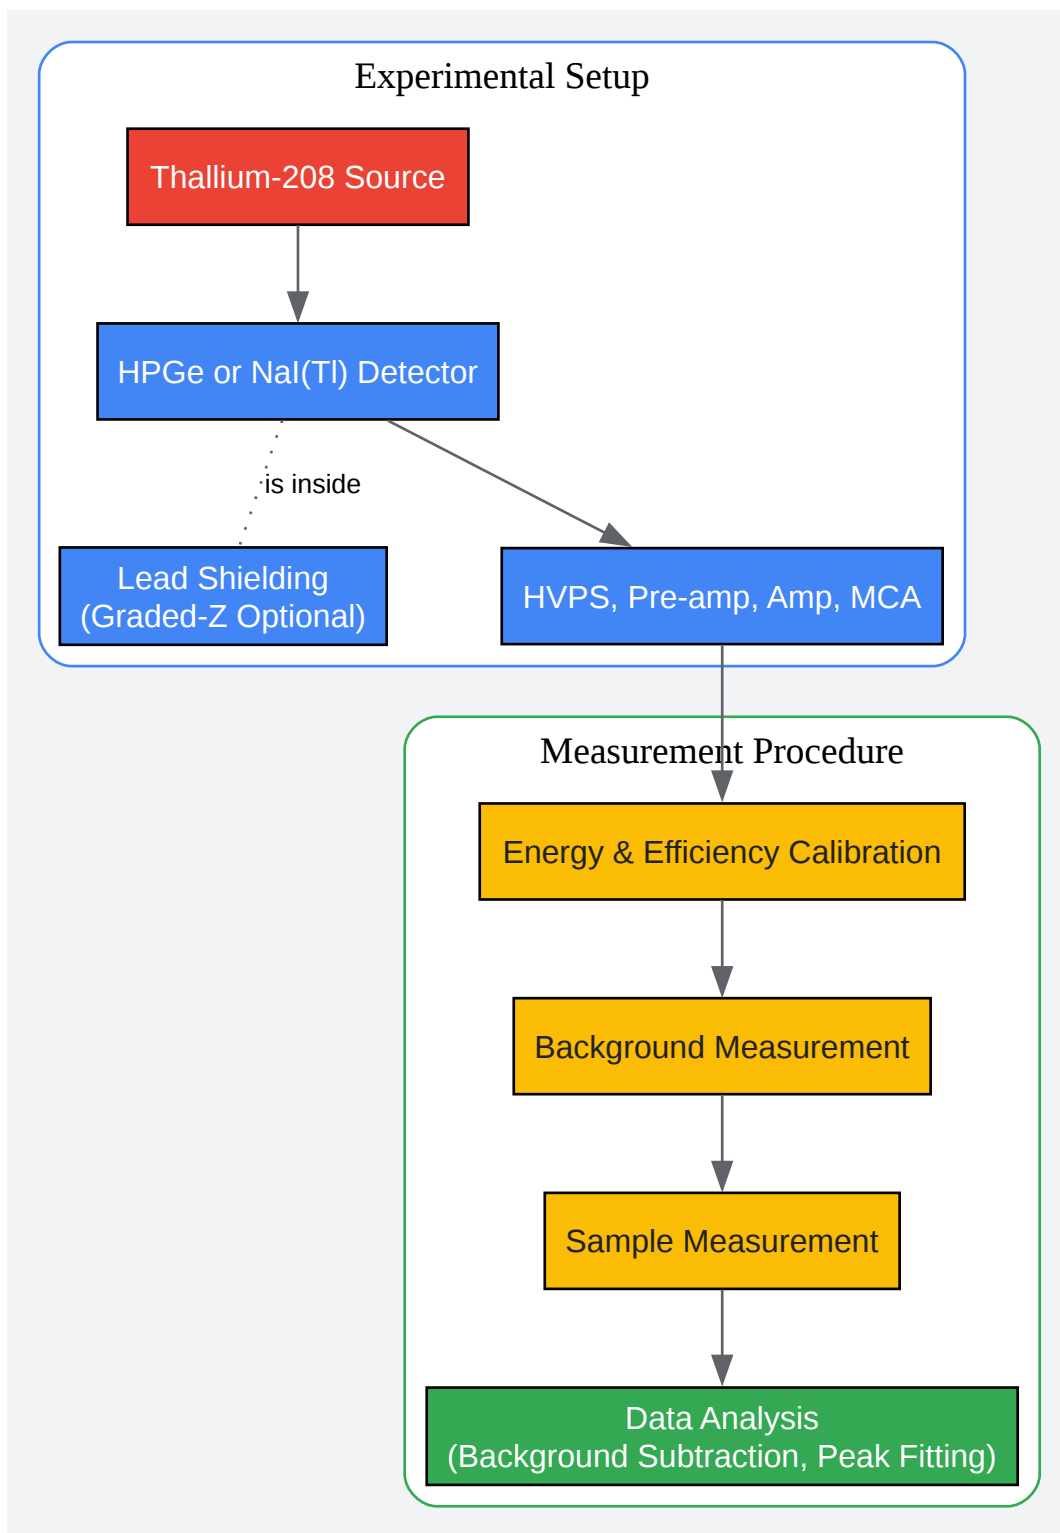 Experimental Setup
Thallium-208 Source
HPGe or NaI(Tl) Detector
is inside
Lead Shielding
(Graded-Z Optional)
HVPS, Pre-amp, Amp, MCA
Measurement Procedure
Energy & Efficiency Calibration
Background Measurement
Sample Measurement
Data Analysis
(Background Subtraction, Peak Fitting)